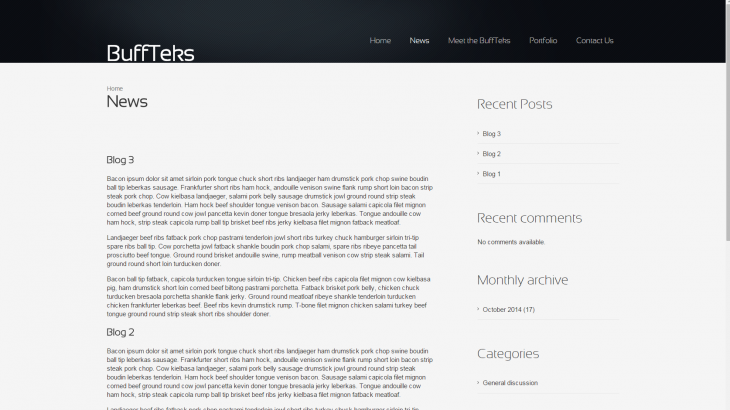 BuffTeks
Home News Meet the BuffTeks Portfolio Contact Us
Home
News
Blog 3
Bacon ipsum dolor sit amet sirloin pork tongue chuck short ribs landjaeger ham drumstick pork chop swine boudin
ball tip leberkas sausage. Frankfurter short ribs ham hock, andouille venison swine flank rump short loin bacon strip
steak pork chop. Cow kielbasa landjaeger, salami pork belly sausage drumstick jowl ground round strip steak
boudin leberkas tenderloin. Ham hock beef shoulder tongue venison bacon. Sausage salami capicola filet mignon
corned beef ground round cow jowl pancetta kevin doner tongue bresaola jerky leberkas. Tongue andouille cow
ham hock, strip steak capicola rump ball tip brisket beef ribs jerky kielbasa filet mignon fatback meatloaf.
Landjaeger beef ribs fatback pork chop pastrami tenderloin jowl short ribs turkey chuck hamburger sirloin tri-tip
spare ribs ball tip. Cow porchetta jowl fatback shankle boudin pork chop salami, spare ribs ribeye pancetta tail
prosciutto beef tongue. Ground round brisket andouille swine, rump meatball venison cow strip steak salami. Tail
ground round short loin turducken doner.
Bacon ball tip fatback, capicola turducken tongue sirloin tri-tip. Chicken beef ribs capicola filet mignon cow kielbasa
pig, ham drumstick short loin corned beef biltong pastrami porchetta. Fatback brisket pork belly, chicken chuck
turducken bresaola porchetta shankle flank jerky. Ground round meatloaf ribeye shankle tenderloin turducken
chicken frankfurter leberkas beef. Beef ribs kevin drumstick rump. T-bone filet mignon chicken salami turkey beef
tongue ground round strip steak short ribs shoulder doner.
Blog 2
Bacon ipsum dolor sit amet sirloin pork tongue chuck short ribs landjaeger ham drumstick pork chop swine boudin
ball tip leberkas sausage. Frankfurter short ribs ham hock, andouille venison swine flank rump short loin bacon strip
steak pork chop. Cow kielbasa landjaeger, salami pork belly sausage drumstick jowl ground round strip steak
boudin leberkas tenderloin. Ham hock beef shoulder tongue venison bacon. Sausage salami capicola filet mignon
corned beef ground round cow jowl pancetta kevin doner tongue bresaola jerky leberkas. Tongue andouille cow
ham hock, strip steak capicola rump ball tip brisket beef ribs jerky kielbasa filet mignon fatback meatloaf.
Landjaeger beef ribs fatback pork chop pastrami tenderloin jowl short ribs turkey chuck hamburger sirloin tri-tip
Recent Posts
Blog 3
Blog 2
Blog 1
Recent comments
No comments available.
Monthly archive
October 2014 (17)
Categories
General discussion